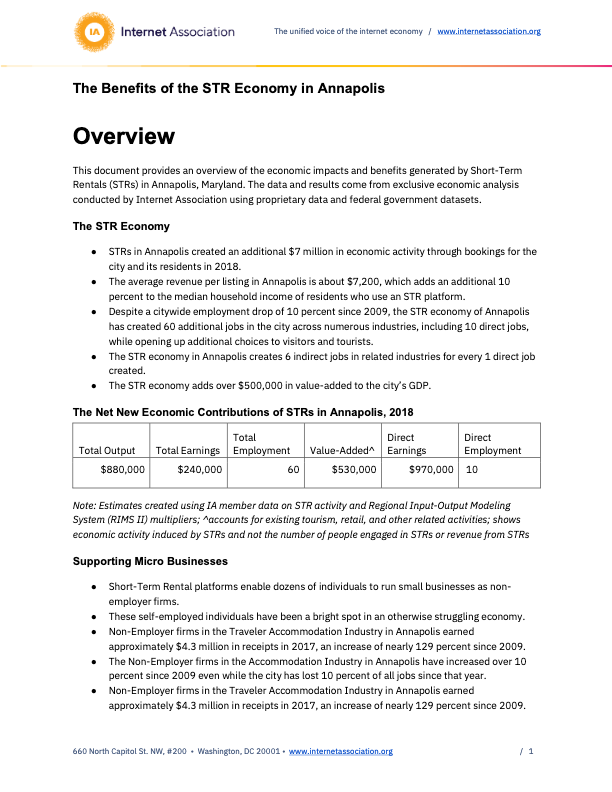 IA Internet Association The unified voice of the internet economy / www.internetassociation.org
The Benefits of the STR Economy in Annapolis
Overview
This document provides an overview of the economic impacts and benefits generated by Short-Term
Rentals (STRs) in Annapolis, Maryland. The data and results come from exclusive economic analysis
conducted by Internet Association using proprietary data and federal government datasets.
The STR Economy
● STRs in Annapolis created an additional $7 million in economic activity through bookings for the
city and its residents in 2018.
● The average revenue per listing in Annapolis is about $7,200, which adds an additional 10
percent to the median household income of residents who use an STR platform.
● Despite a citywide employment drop of 10 percent since 2009, the STR economy of Annapolis
has created 60 additional jobs in the city across numerous industries, including 10 direct jobs,
while opening up additional choices to visitors and tourists.
● The STR economy in Annapolis creates 6 indirect jobs in related industries for every 1 direct job
created.
● The STR economy adds over $500,000 in value-added to the city's GDP.
The Net New Economic Contributions of STRs in Annapolis, 2018
Total Output Total Earnings Total Employment Value-Added^ Direct Earnings Direct Employment
$880,000 $240,000 60 $530,000 $970,000 10
Note: Estimates created using IA member data on STR activity and Regional Input-Output Modeling
System (RIMS II) multipliers; ^accounts for existing tourism, retail, and other related activities; shows
economic activity induced by STRs and not the number of people engaged in STRs or revenue from STRs
Supporting Micro Businesses
● Short-Term Rental platforms enable dozens of individuals to run small businesses as non-
employer firms.
● These self-employed individuals have been a bright spot in an otherwise struggling economy.
● Non-Employer firms in the Traveler Accommodation Industry in Annapolis earned
approximately $4.3 million in receipts in 2017, an increase of nearly 129 percent since 2009.
● The Non-Employer firms in the Accommodation Industry in Annapolis have increased over 10
percent since 2009 even while the city has lost 10 percent of all jobs since that year.
● Non-Employer firms in the Traveler Accommodation Industry in Annapolis earned
approximately $4.3 million in receipts in 2017, an increase of nearly 129 percent since 2009.
660 North Capitol St. NW, #200 • Washington, DC 20001 • www.internetassociation.org / 1